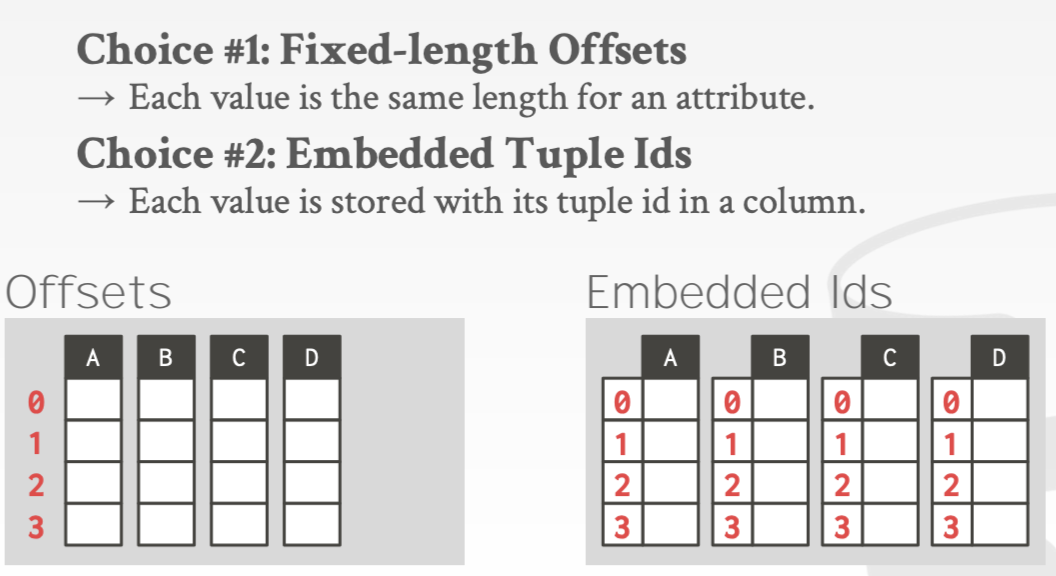 Choice #1: Fixed-length Offsets
→ Each value is the same length for an attribute.
Choice #2: Embedded Tuple Ids
→ Each value is stored with its tuple id in a column.
Offsets
A B C D
0
1
2
3
Embedded Ids
A B C D
0 0 0 0
1 1 1 1
2 2 2 2
3 3 3 3